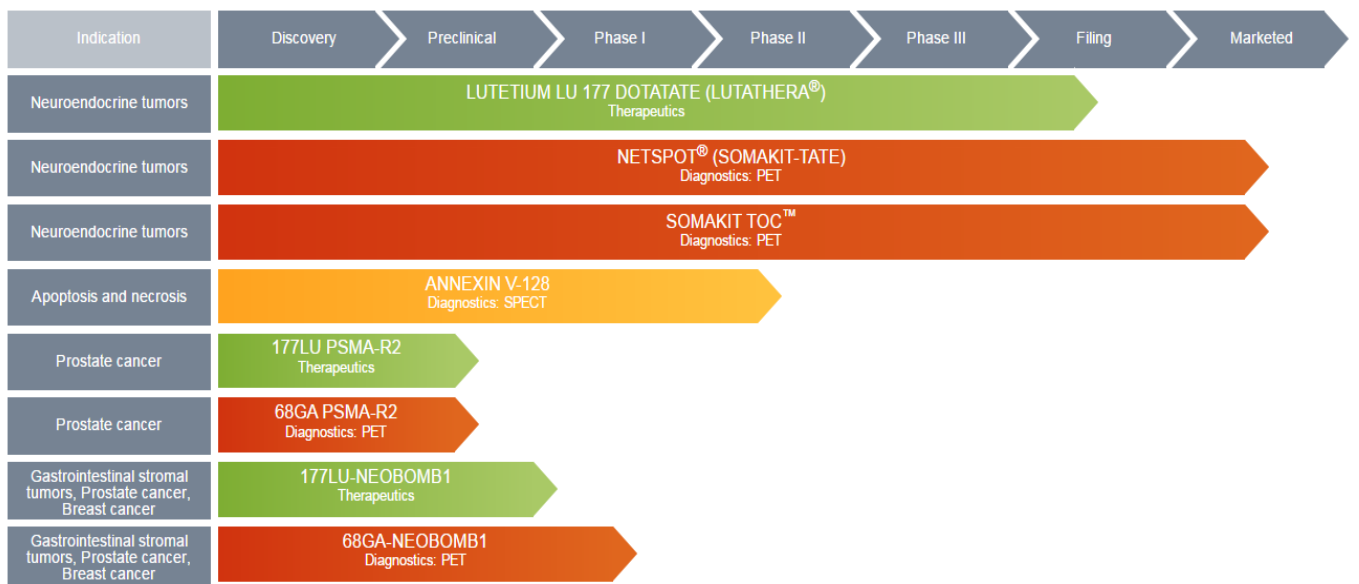 Indication
Discovery
Preclinical
Phase I
Phase II
Phase III
Filing
Marketed
Neuroendocrine tumors
LUTETIUM LU 177 DOTATATE (LUTATHERA®)
Therapeutics
Neuroendocrine tumors
NETSPOT® (SOMAKIT-TATE)
Diagnostics: PET
Neuroendocrine tumors
SOMAKIT TOC™
Diagnostics: PET
Apoptosis and necrosis
ANNEXIN V-128
Diagnostics: SPECT
Prostate cancer
177LU PSMA-R2
Therapeutics
Prostate cancer
68GA PSMA-R2
Diagnostics: PET
Gastrointestinal stromal
tumors, Prostate cancer,
Breast cancer
177LU-NEOBOMB1
Therapeutics
Gastrointestinal stromal
tumors, Prostate cancer,
Breast cancer
68GA-NEOBOMB1
Diagnostics: PET